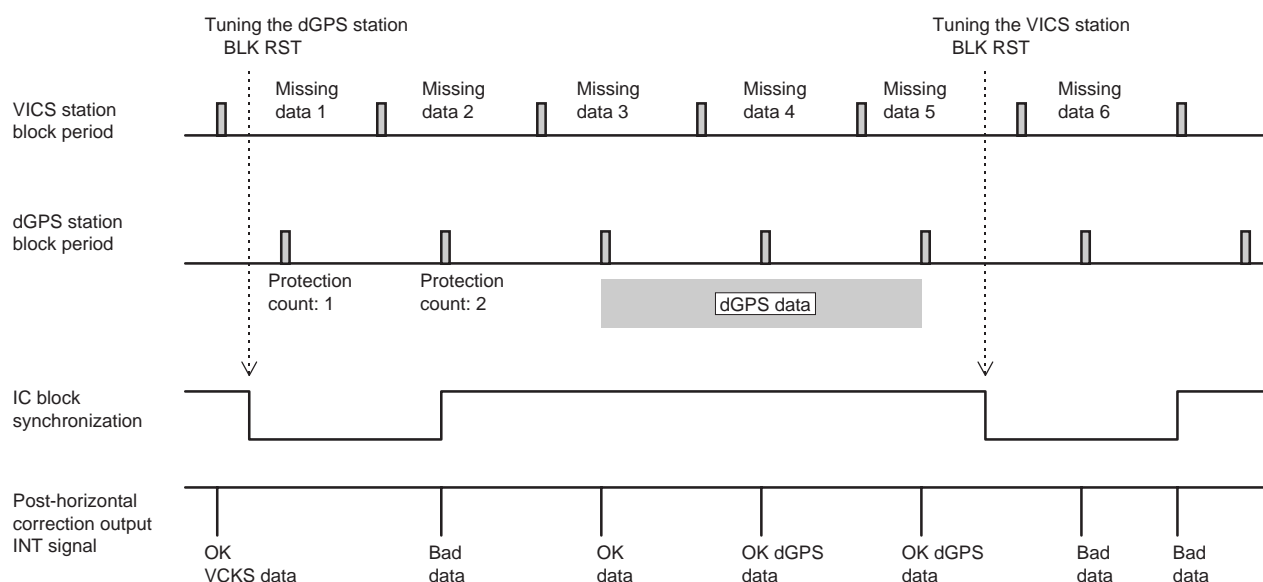 Tuning the dGPS station
BLK RST
Tuning the VICS station
BLK RST
VICS station
block period
Missing
data 1
Missing
data 2
Missing
data 3
Missing
data 4
Missing
data 5
Missing
data 6
dGPS station
block period
Protection
count: 1
Protection
count: 2
dGPS data
IC block
synchronization
Post-horizontal
correction output
INT signal
OK
VCKS data
Bad
data
OK
data
OK dGPS
data
OK dGPS
data
Bad
data
Bad
data